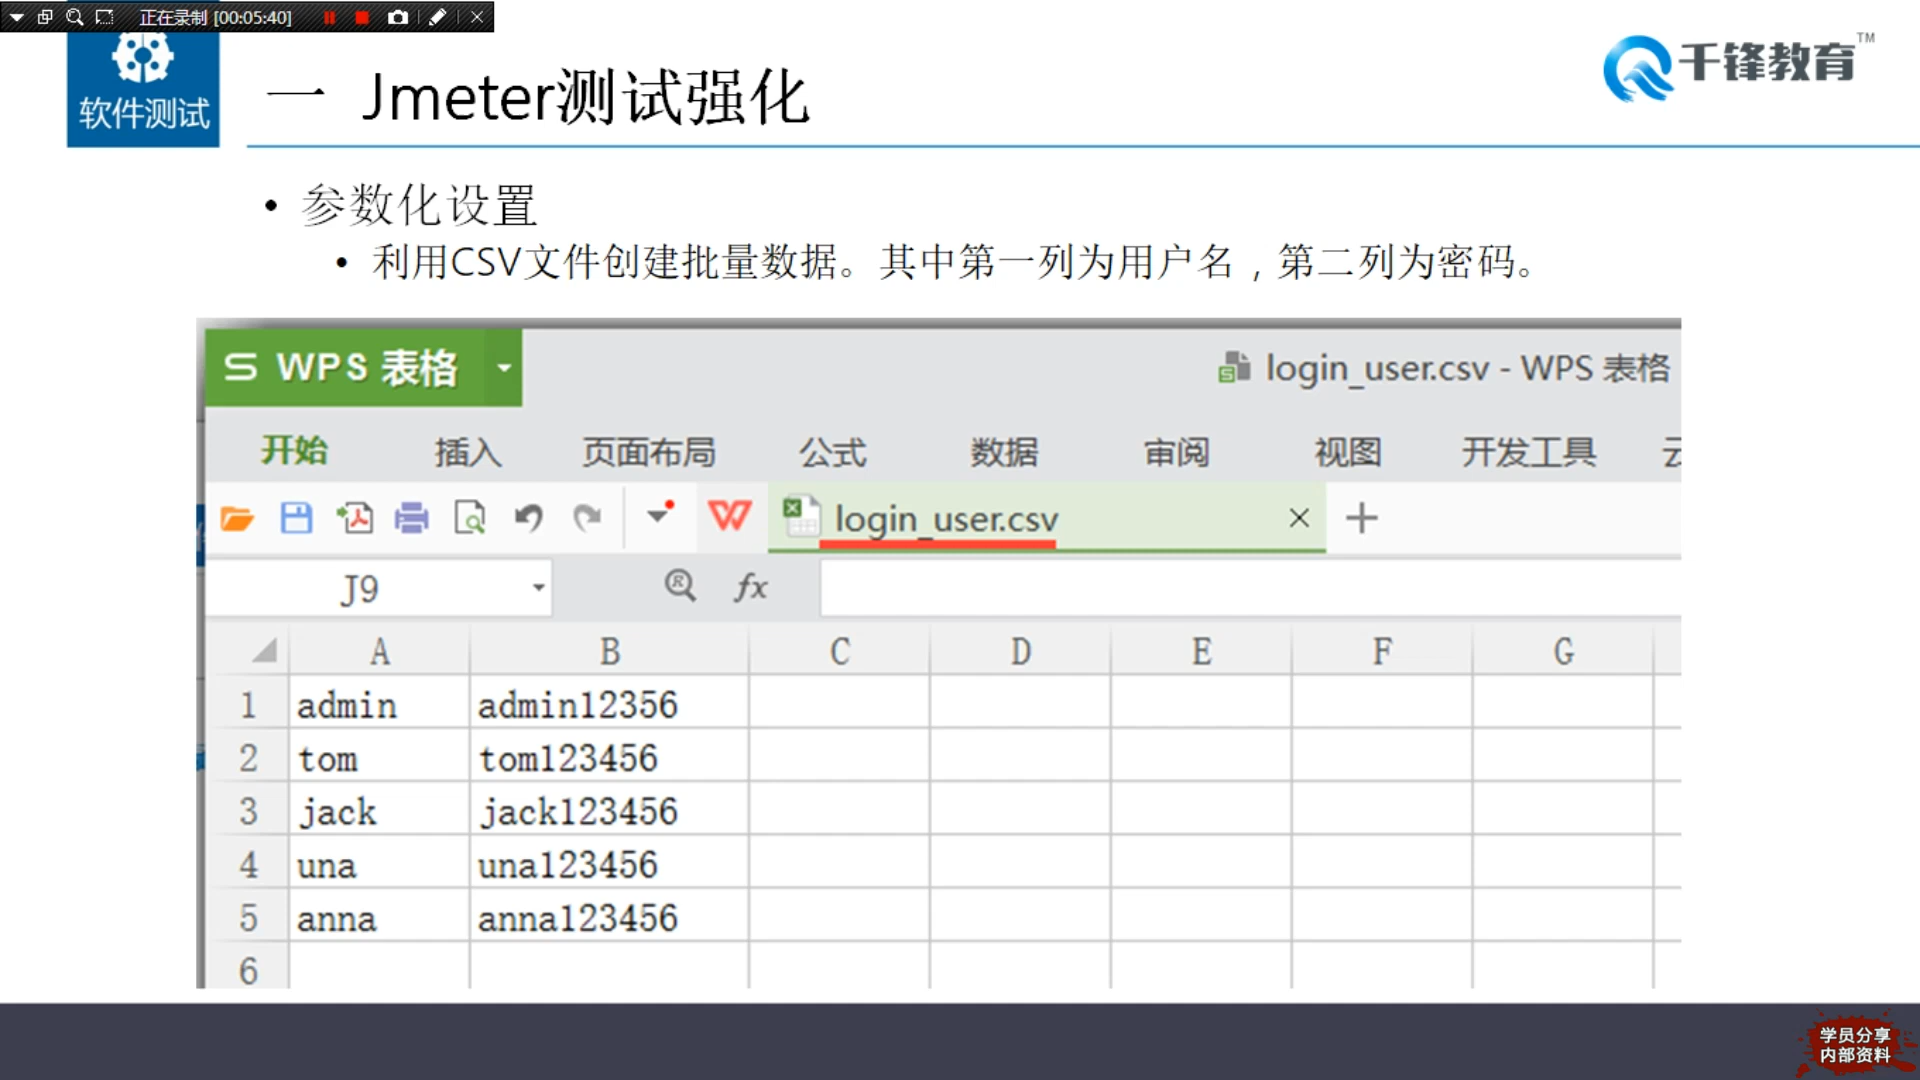 正在录制 [00:05:40]
软件测试
一 Jmeter测试强化
千锋教育™
• 参数化设置
• 利用CSV文件创建批量数据。其中第一列为用户名，第二列为密码。
WPS 表格
login_user.csv - WPS 表格
开始 插入 页面布局 公式 数据 审阅 视图 开发工具
login_user.csv
J9 fx
A B C D E F G
1 admin admin12356
2 tom tom123456
3 jack jack123456
4 una una123456
5 anna anna123456
6
学员分享
内部资料